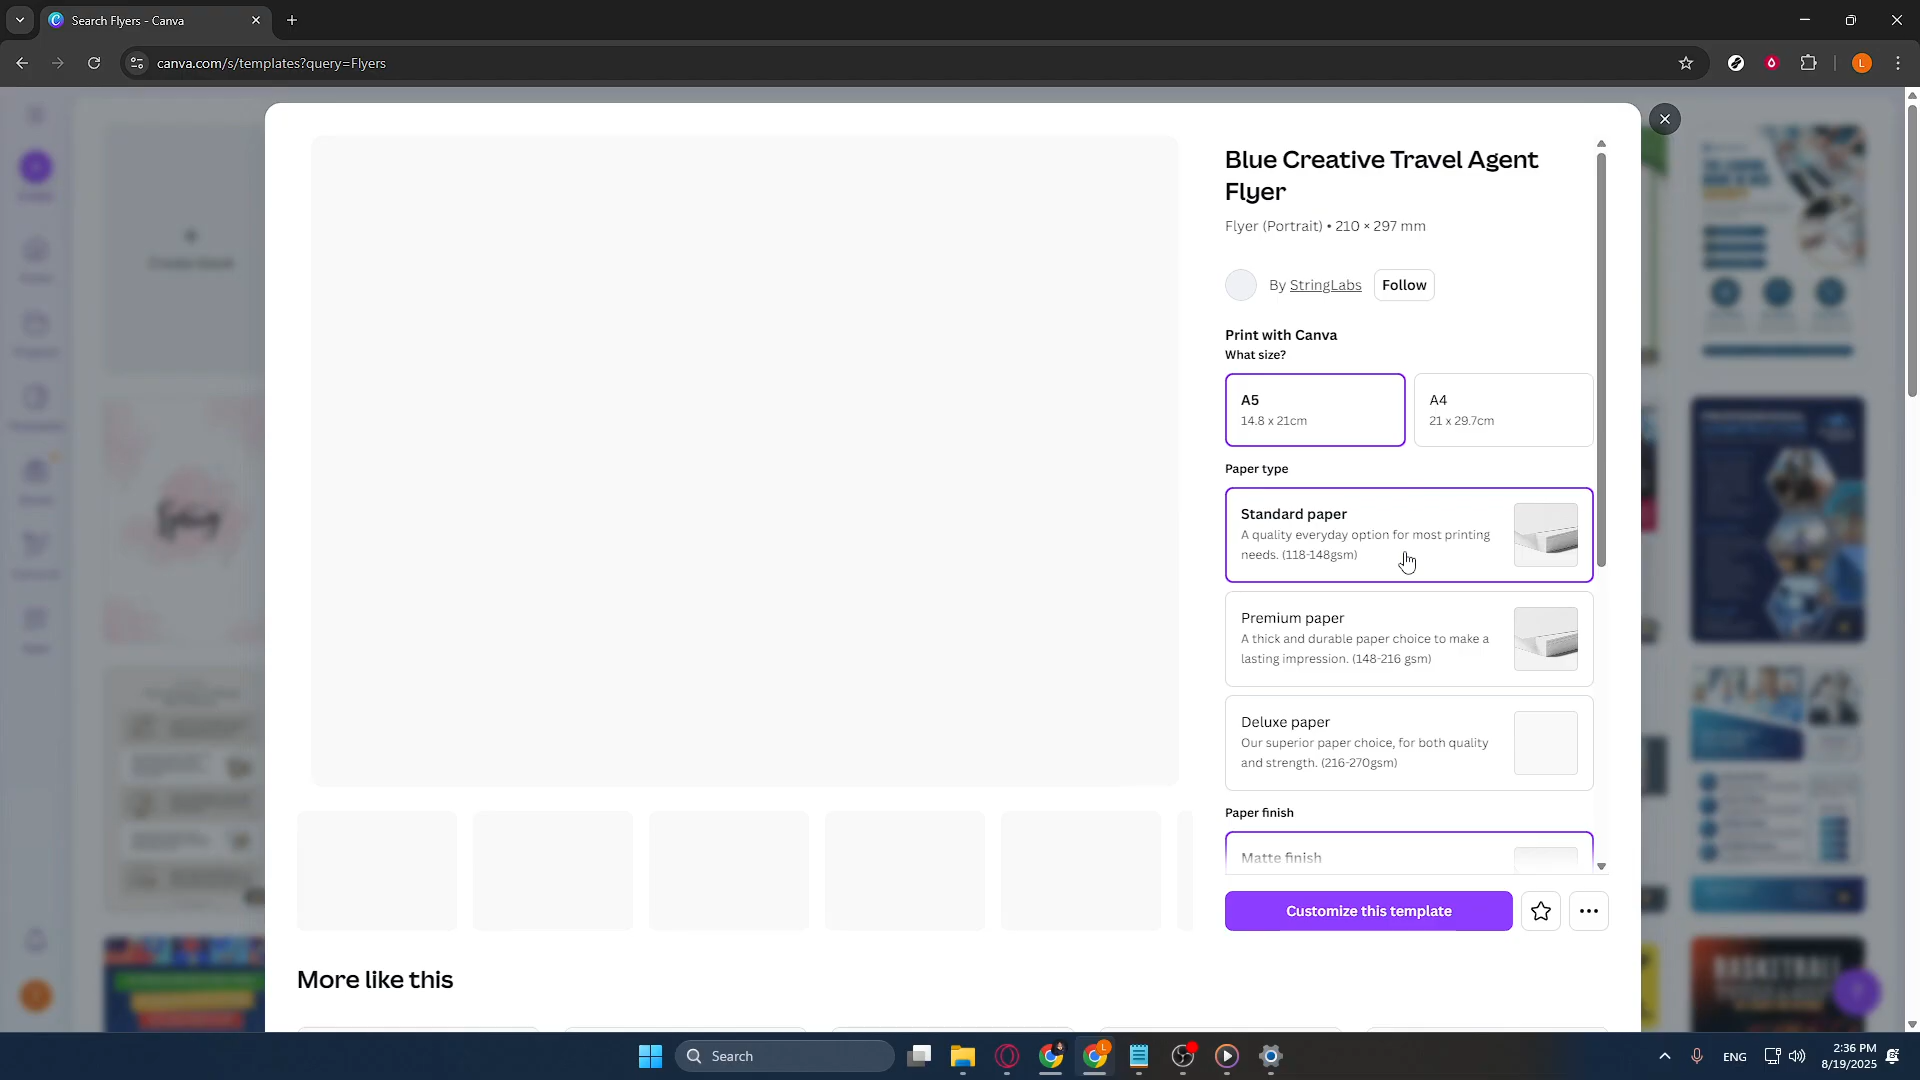 Search Flyers - Canva
canva.com/s/templates?query=Flyers
L
Blue Creative Travel Agent
Flyer
Flyer (Portrait) • 210 × 297 mm
By StringLabs
Follow
Print with Canva
What size?
A5
14.8 x 21cm
A4
21 x 29.7cm
Paper type
Standard paper
A quality everyday option for most printing
needs. (118-148gsm)
Premium paper
A thick and durable paper choice to make a
lasting impression. (148-216 gsm)
Deluxe paper
Our superior paper choice, for both quality
and strength. (216-270gsm)
Paper finish
Matte finish
Customize this template
More like this
Spring
BASKETBALL
Search
L
ENG
2:36 PM
8/19/2025